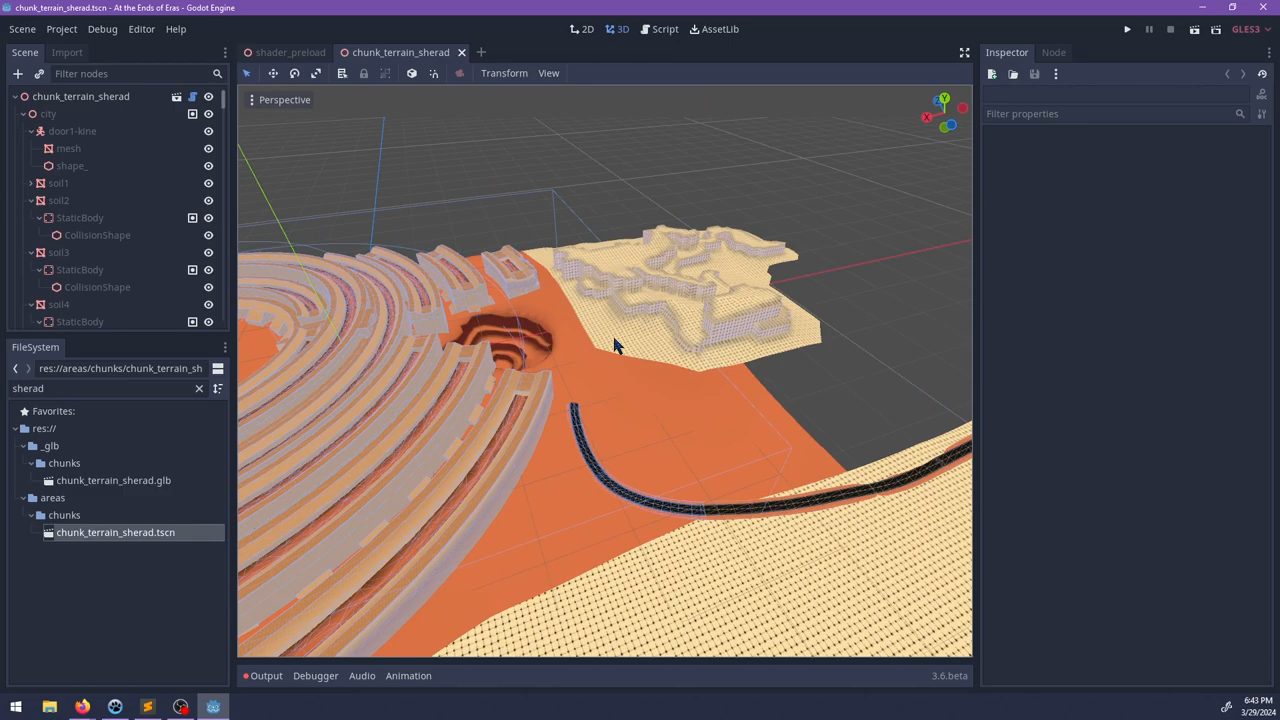 chunk_terrain_sherad.tscn - At the Ends of Eras - Godot Engine
Scene Project Debug Editor Help
2D 3D Script AssetLib
GLES3
Scene Import
shader_preload chunk_terrain_sherad
Inspector Node
Filter nodes
Transform View
chunk_terrain_sherad
Perspective
Y
X
Z
Filter properties
city
door1-kine
mesh
shape_
soil1
soil2
StaticBody
CollisionShape
soil3
StaticBody
CollisionShape
soil4
StaticBody
FileSystem
res://areas/chunks/chunk_terrain_sh
sherad
Favorites:
res://
_glb
chunks
chunk_terrain_sherad.glb
areas
chunks
chunk_terrain_sherad.tscn
Output Debugger Audio Animation
3.6.beta
6:43 PM
3/29/2024